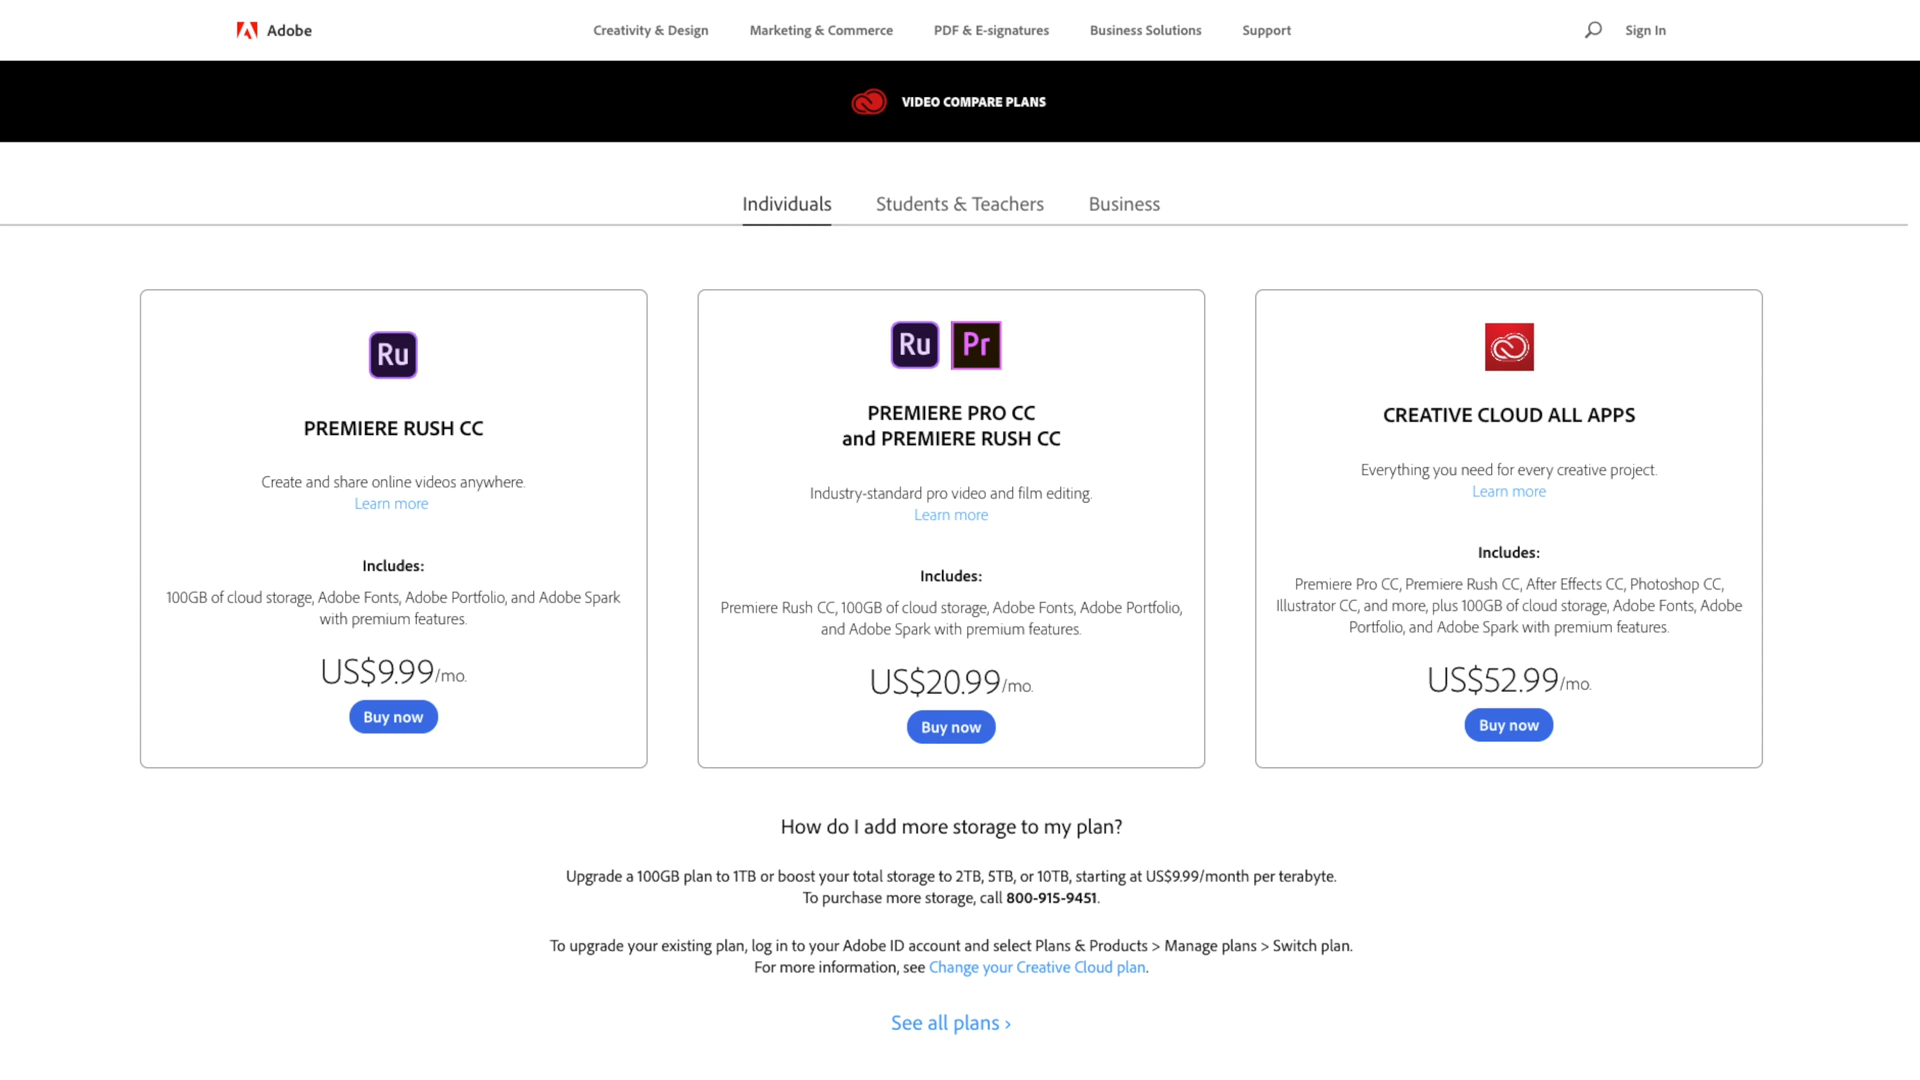 Adobe
Creativity & Design
Marketing & Commerce
PDF & E-signatures
Business Solutions
Support
Sign In
VIDEO COMPARE PLANS
Individuals
Students & Teachers
Business
Ru
PREMIERE RUSH CC
Create and share online videos anywhere.
Learn more
Includes:
100GB of cloud storage, Adobe Fonts, Adobe Portfolio, and Adobe Spark
with premium features.
US$9.99/mo.
Buy now
Ru Pr
PREMIERE PRO CC
and PREMIERE RUSH CC
Industry-standard pro video and film editing.
Learn more
Includes:
Premiere Rush CC, 100GB of cloud storage, Adobe Fonts, Adobe Portfolio,
and Adobe Spark with premium features.
US$20.99/mo.
Buy now
CREATIVE CLOUD ALL APPS
Everything you need for every creative project.
Learn more
Includes:
Premiere Pro CC, Premiere Rush CC, After Effects CC, Photoshop CC,
Illustrator CC, and more, plus 100GB of cloud storage, Adobe Fonts, Adobe
Portfolio, and Adobe Spark with premium features.
US$52.99/mo.
Buy now
How do I add more storage to my plan?
Upgrade a 100GB plan to 1TB or boost your total storage to 2TB, 5TB, or 10TB, starting at US$9.99/month per terabyte.
To purchase more storage, call 800-915-9451.
To upgrade your existing plan, log in to your Adobe ID account and select Plans & Products > Manage plans > Switch plan.
For more information, see Change your Creative Cloud plan.
See all plans ›